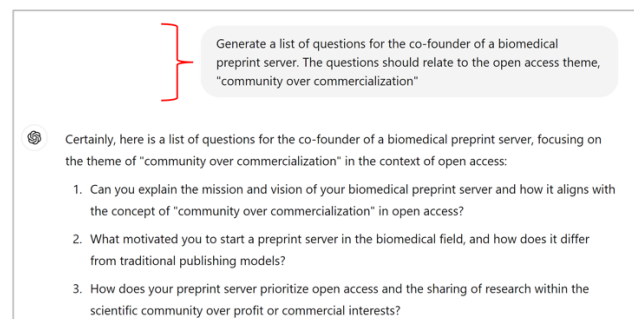 Generate a list of questions for the co-founder of a biomedical
preprint server. The questions should relate to the open access theme,
"community over commercialization"
Certainly, here is a list of questions for the co-founder of a biomedical preprint server, focusing on
the theme of "community over commercialization" in the context of open access:
1. Can you explain the mission and vision of your biomedical preprint server and how it aligns with
the concept of "community over commercialization" in open access?
2. What motivated you to start a preprint server in the biomedical field, and how does it differ
from traditional publishing models?
3. How does your preprint server prioritize open access and the sharing of research within the
scientific community over profit or commercial interests?